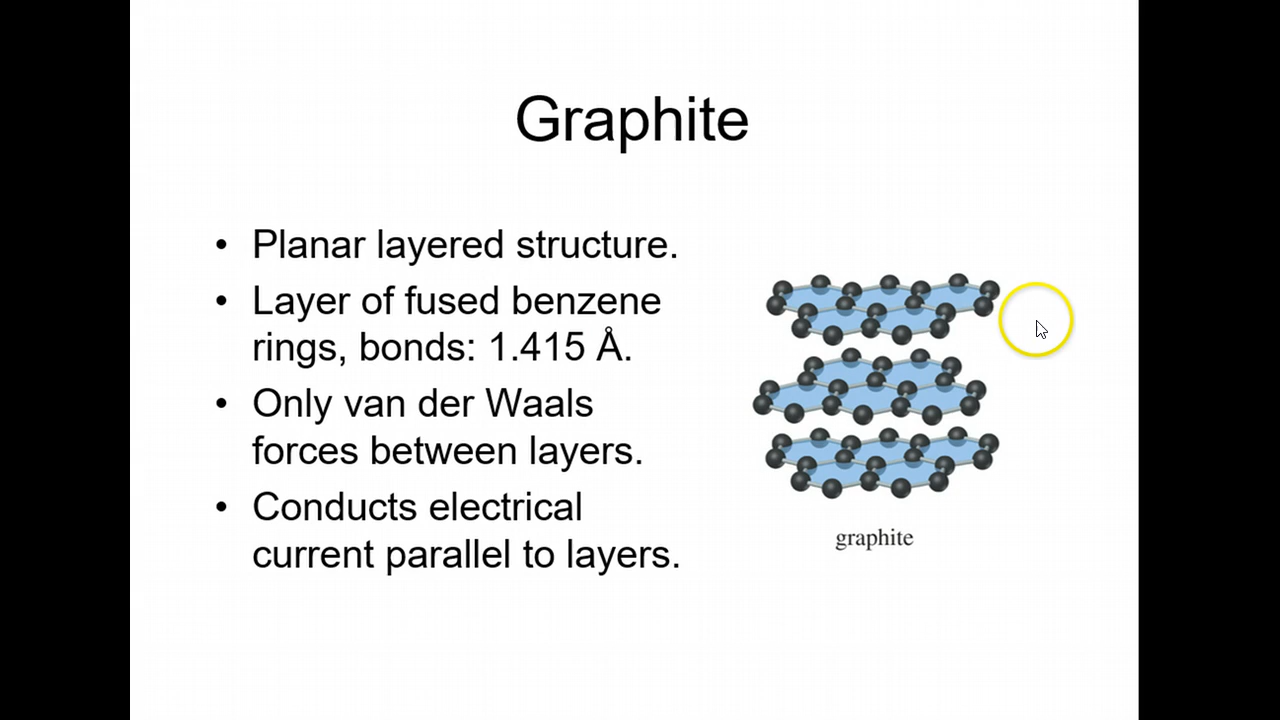 Graphite
• Planar layered structure.
• Layer of fused benzene
rings, bonds: 1.415 Å.
• Only van der Waals
forces between layers.
• Conducts electrical
current parallel to layers.
graphite